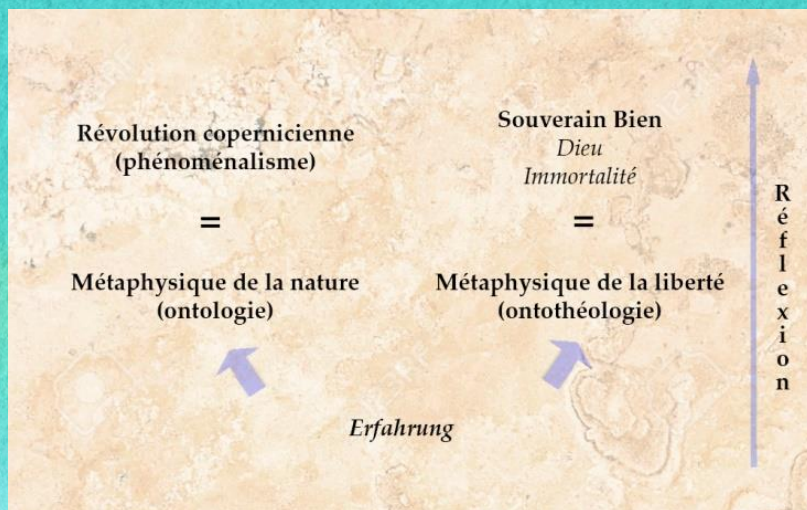 Révolution copernicienne
(phénoménalisme)
=
Métaphysique de la nature
(ontologie)
Souverain Bien
Dieu
Immortalité
=
Métaphysique de la liberté
(ontothéologie)
Erfahrung
Réflexion